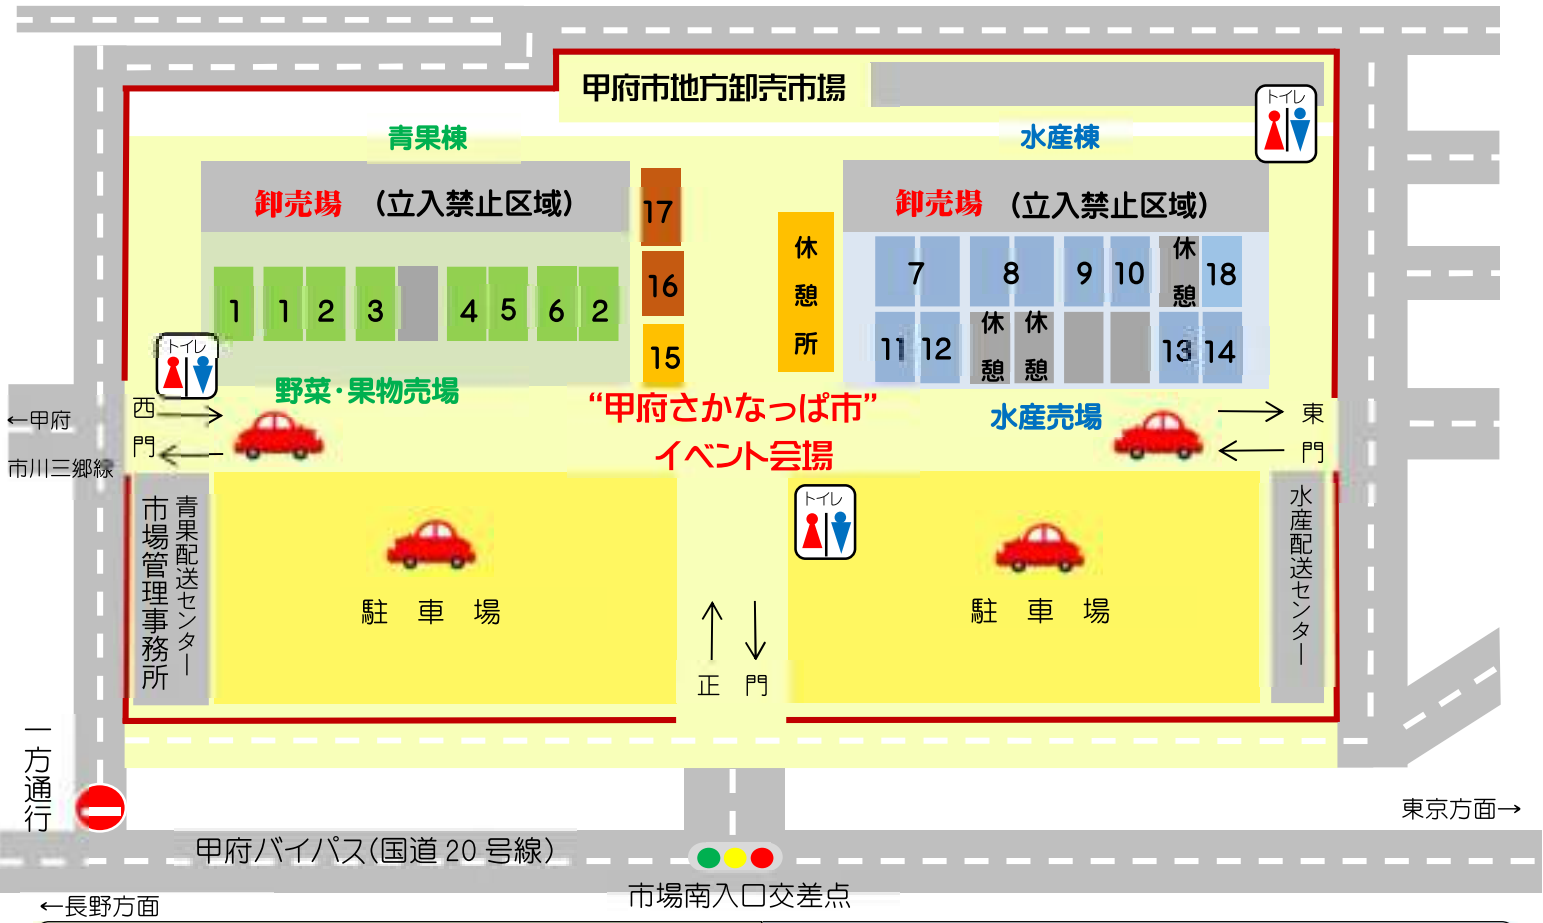 甲府市地方卸売市場
トイレ
青果棟
水産棟
卸売場 (立入禁止区域)
卸売場 (立入禁止区域)
17
16
15
休憩所
7
8
9
10
休憩
18
1
1
2
3
4
5
6
2
11
12
休憩
休憩
13
14
トイレ
野菜・果物売場
“甲府さかなっぱ市”
イベント会場
水産売場
←甲府
市川三郷線
西門
東門
トイレ
青果配送センター
市場管理事務所
水産配送センター
駐車場
駐車場
正門
一方通行
東京方面→
甲府バイパス(国道20号線)
市場南入口交差点
←長野方面